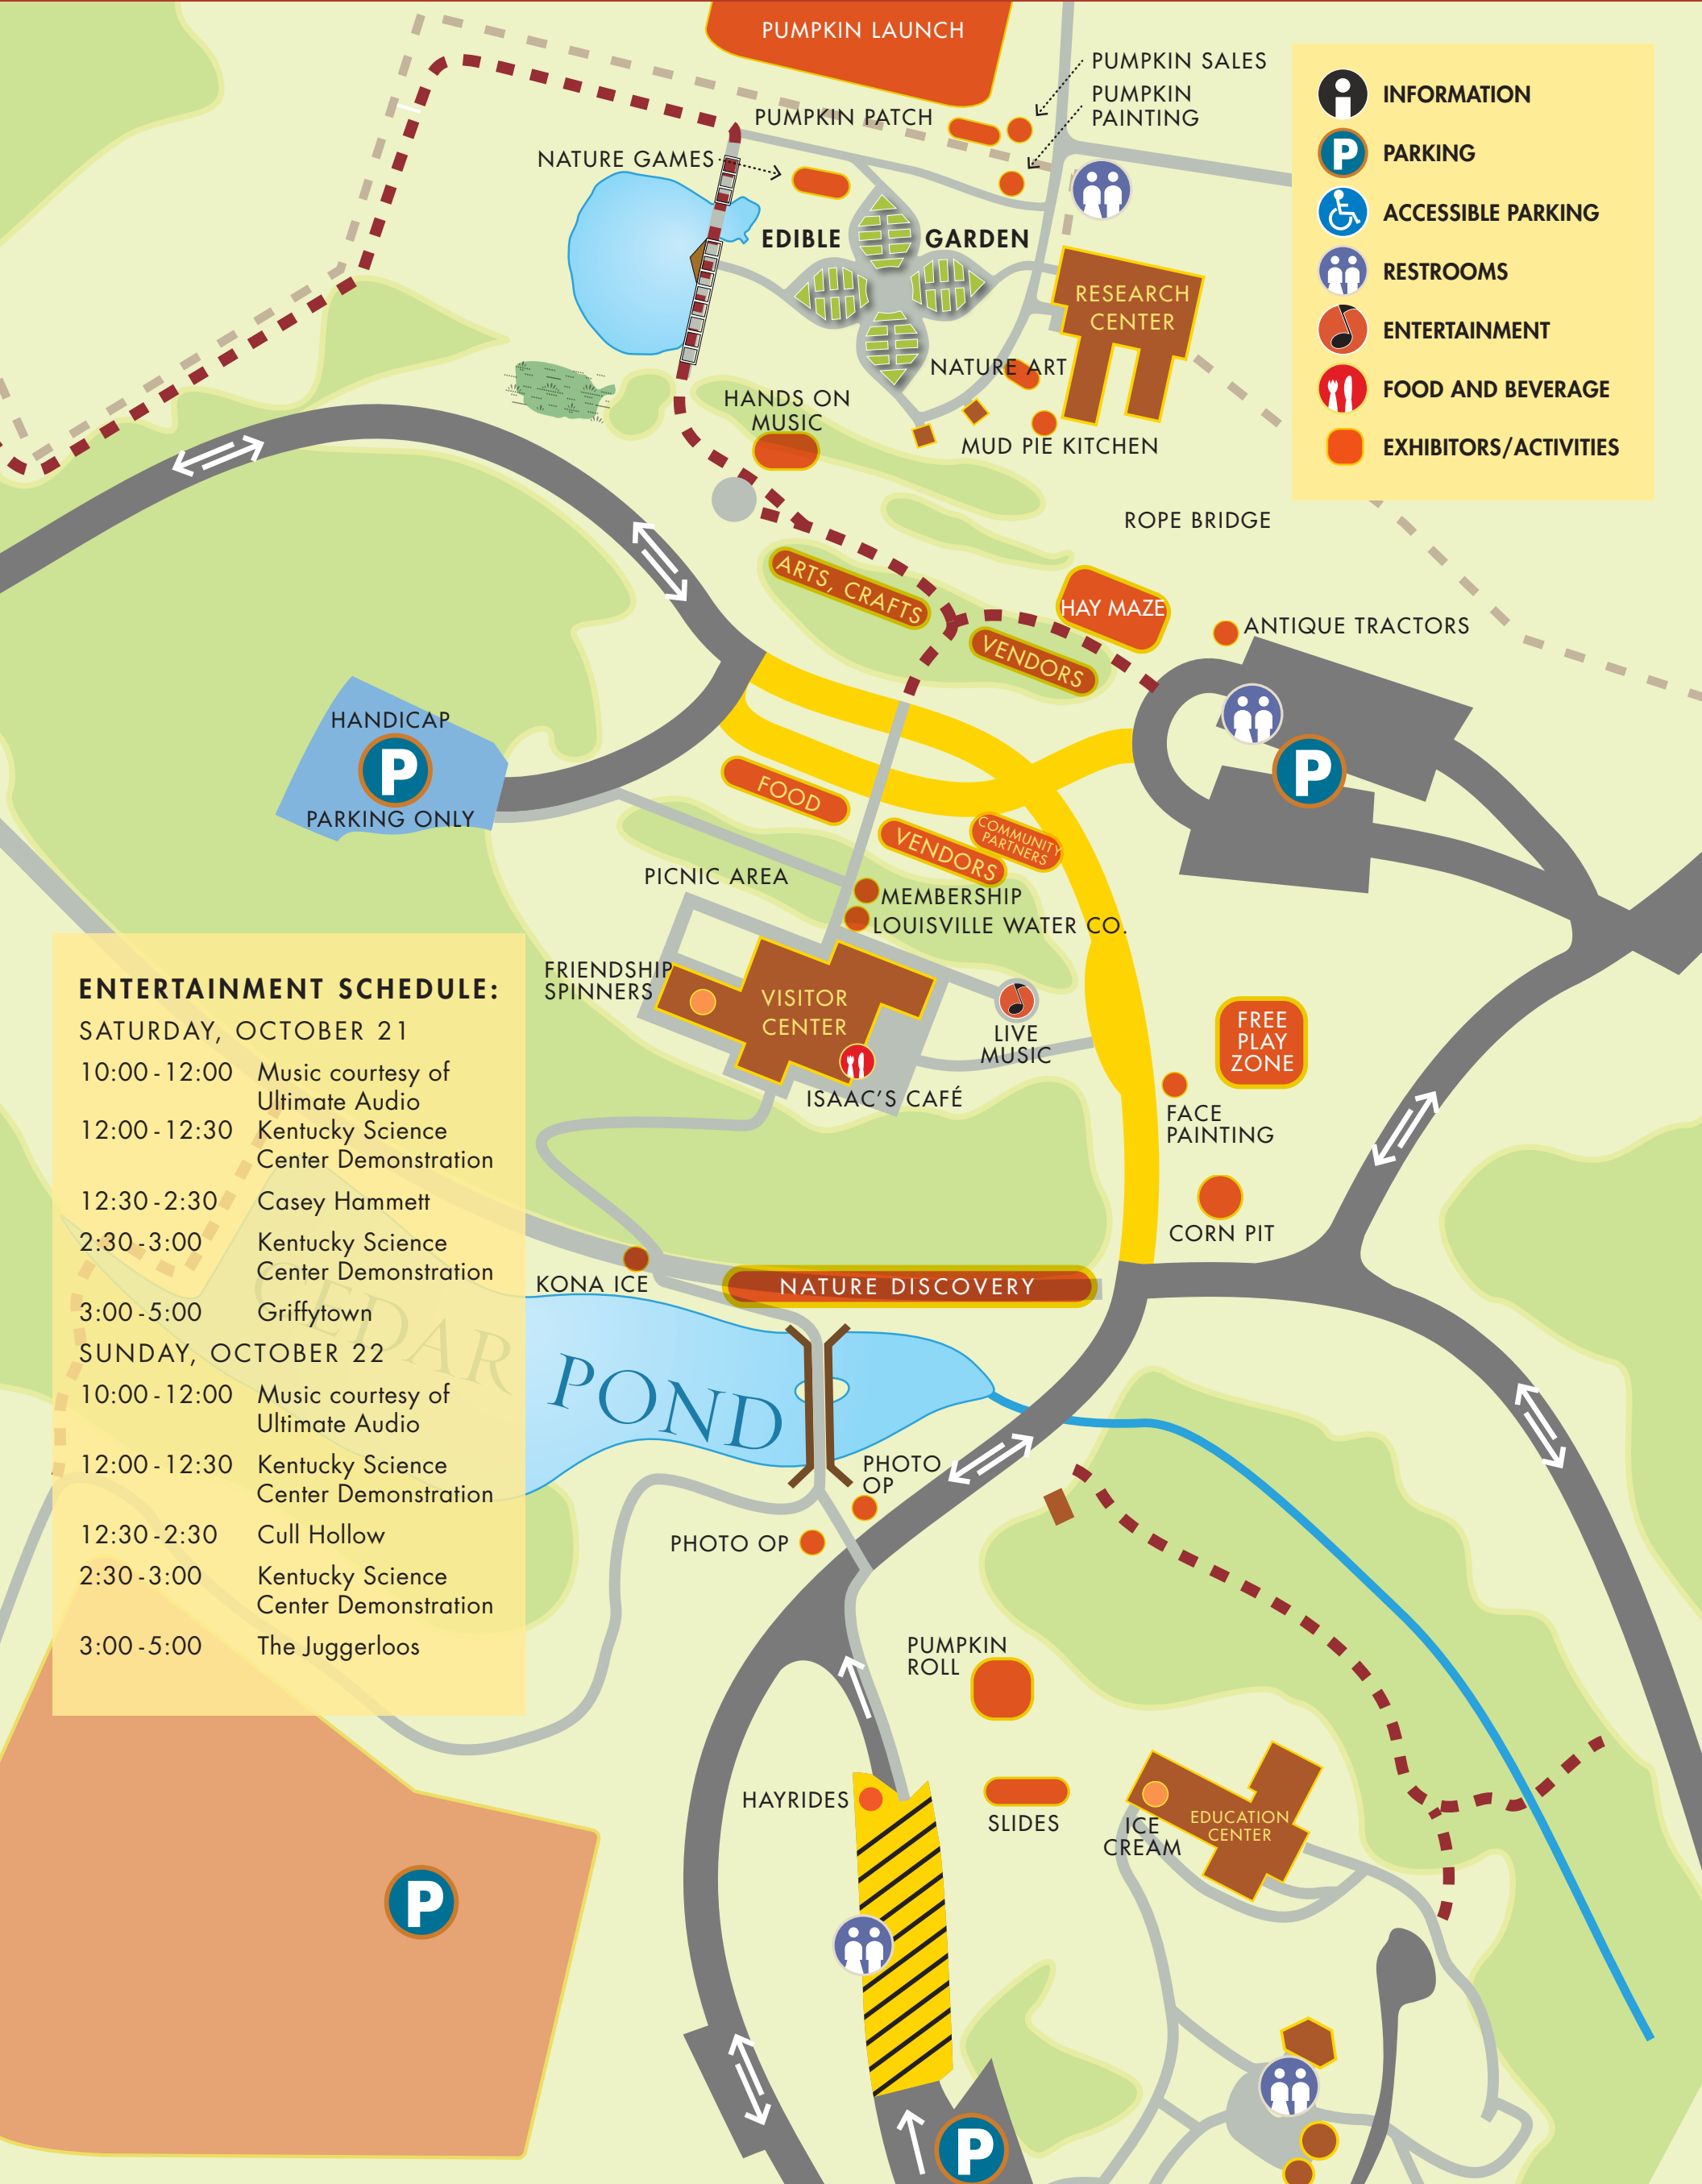 PUMPKIN LAUNCH
PUMPKIN SALES
PUMPKIN
PAINTING
PUMPKIN PATCH
NATURE GAMES
EDIBLE GARDEN
RESEARCH
CENTER
NATURE ART
HANDS ON
MUSIC
MUD PIE KITCHEN
INFORMATION
P PARKING
ACCESSIBLE PARKING
RESTROOMS
ENTERTAINMENT
FOOD AND BEVERAGE
EXHIBITORS/ACTIVITIES
ROPE BRIDGE
ARTS, CRAFTS
HAY MAZE
VENDORS
ANTIQUE TRACTORS
HANDICAP
P
PARKING ONLY
P
FOOD
VENDORS
COMMUNITY
PARTNERS
PICNIC AREA
MEMBERSHIP
LOUISVILLE WATER CO.
FRIENDSHIP
SPINNERS
VISITOR
CENTER
LIVE
MUSIC
ISAAC'S CAFÉ
FREE
PLAY
ZONE
FACE
PAINTING
CORN PIT
KONA ICE
NATURE DISCOVERY
CEDAR POND
ENTERTAINMENT SCHEDULE:
SATURDAY, OCTOBER 21
10:00 - 12:00 Music courtesy of
Ultimate Audio
12:00 - 12:30 Kentucky Science
Center Demonstration
12:30 - 2:30 Casey Hammett
2:30 - 3:00 Kentucky Science
Center Demonstration
3:00 - 5:00 Griffytown
SUNDAY, OCTOBER 22
10:00 - 12:00 Music courtesy of
Ultimate Audio
12:00 - 12:30 Kentucky Science
Center Demonstration
12:30 - 2:30 Cull Hollow
2:30 - 3:00 Kentucky Science
Center Demonstration
3:00 - 5:00 The Juggerloos
PHOTO
OP
PHOTO OP
PUMPKIN
ROLL
HAYRIDES
SLIDES
ICE
CREAM
EDUCATION
CENTER
P
P